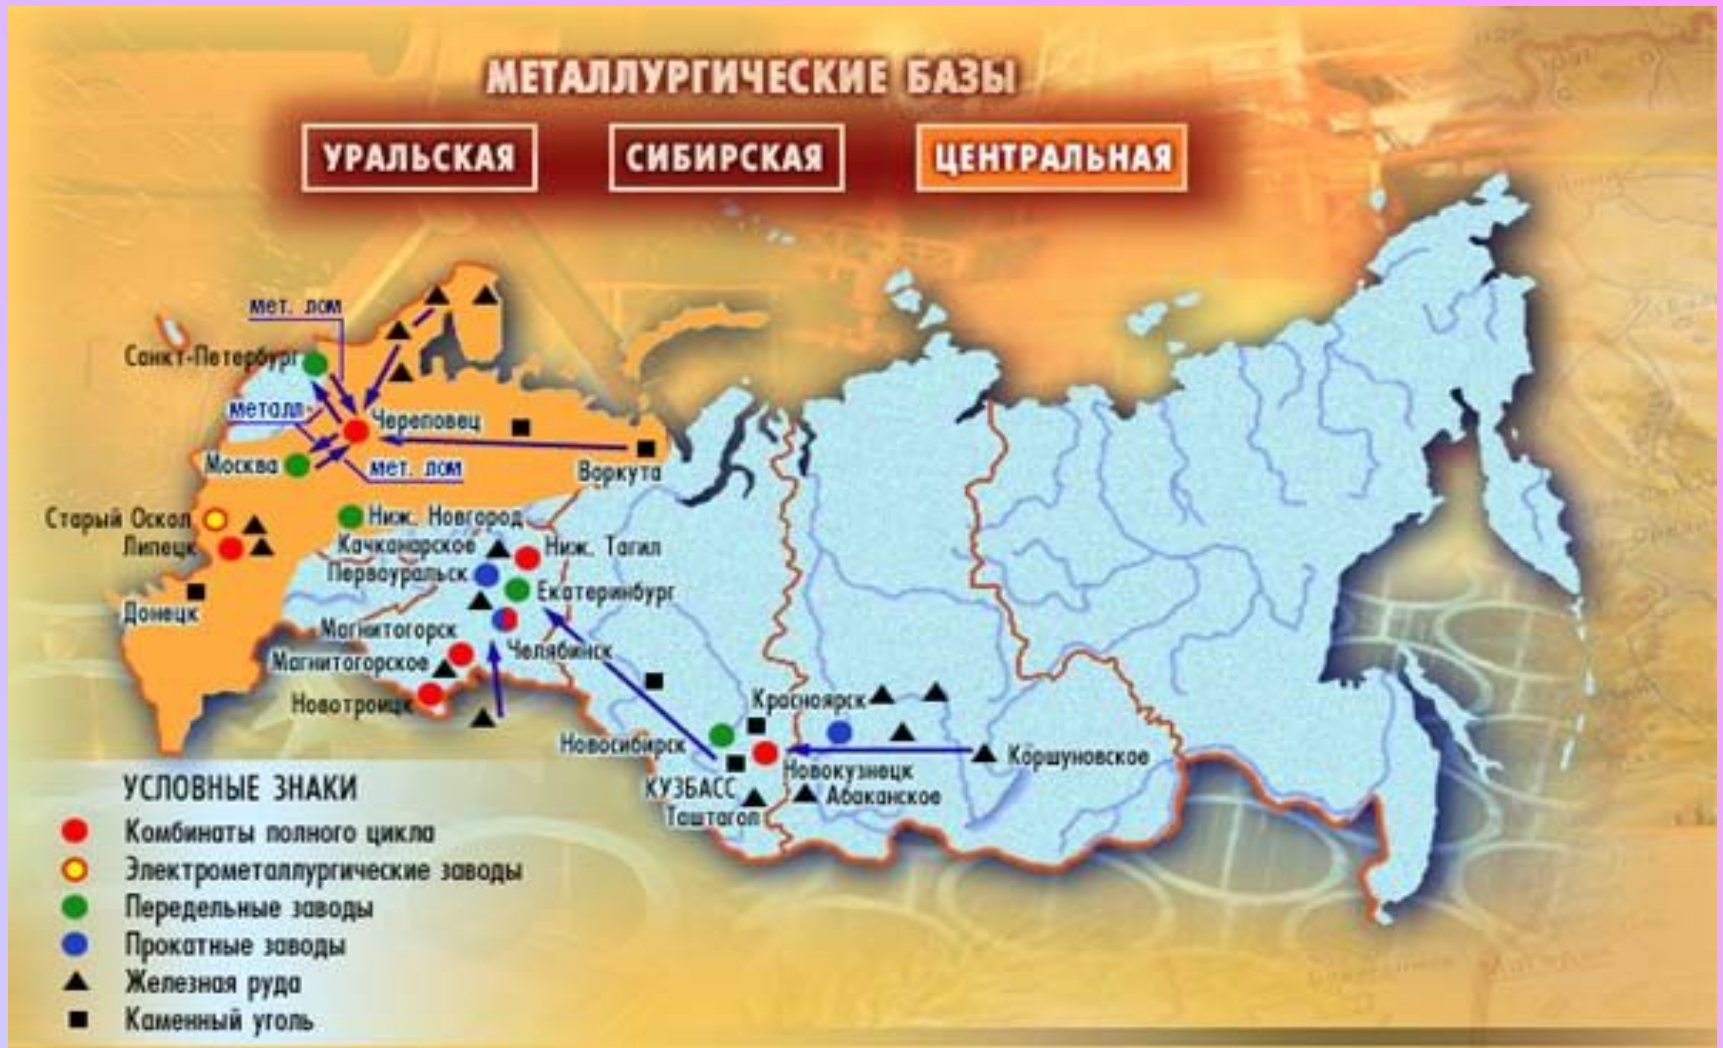 МЕТАЛЛУРГИЧЕСКИЕ БАЗЫ
УРАЛЬСКАЯ
СИБИРСКАЯ
ЦЕНТРАЛЬНАЯ
мет. лом
Санкт-Петербург
металл
Череповец
Москва
мет. лом
Воркута
Старый Оскол
Ниж. Новгород
Липецк
Качканарское
Ниж. Тагил
Первоуральск
Екатеринбург
Донецк
Магнитогорск
Челябинск
Магнитогорское
Новотроицк
Красноярск
Новосибирск
Коршуновское
Новокузнецк
КУЗБАСС
Абаканское
Таштагол
УСЛОВНЫЕ ЗНАКИ
Комбинаты полного цикла
Электрометаллургические заводы
Передельные заводы
Прокатные заводы
Железная руда
Каменный уголь